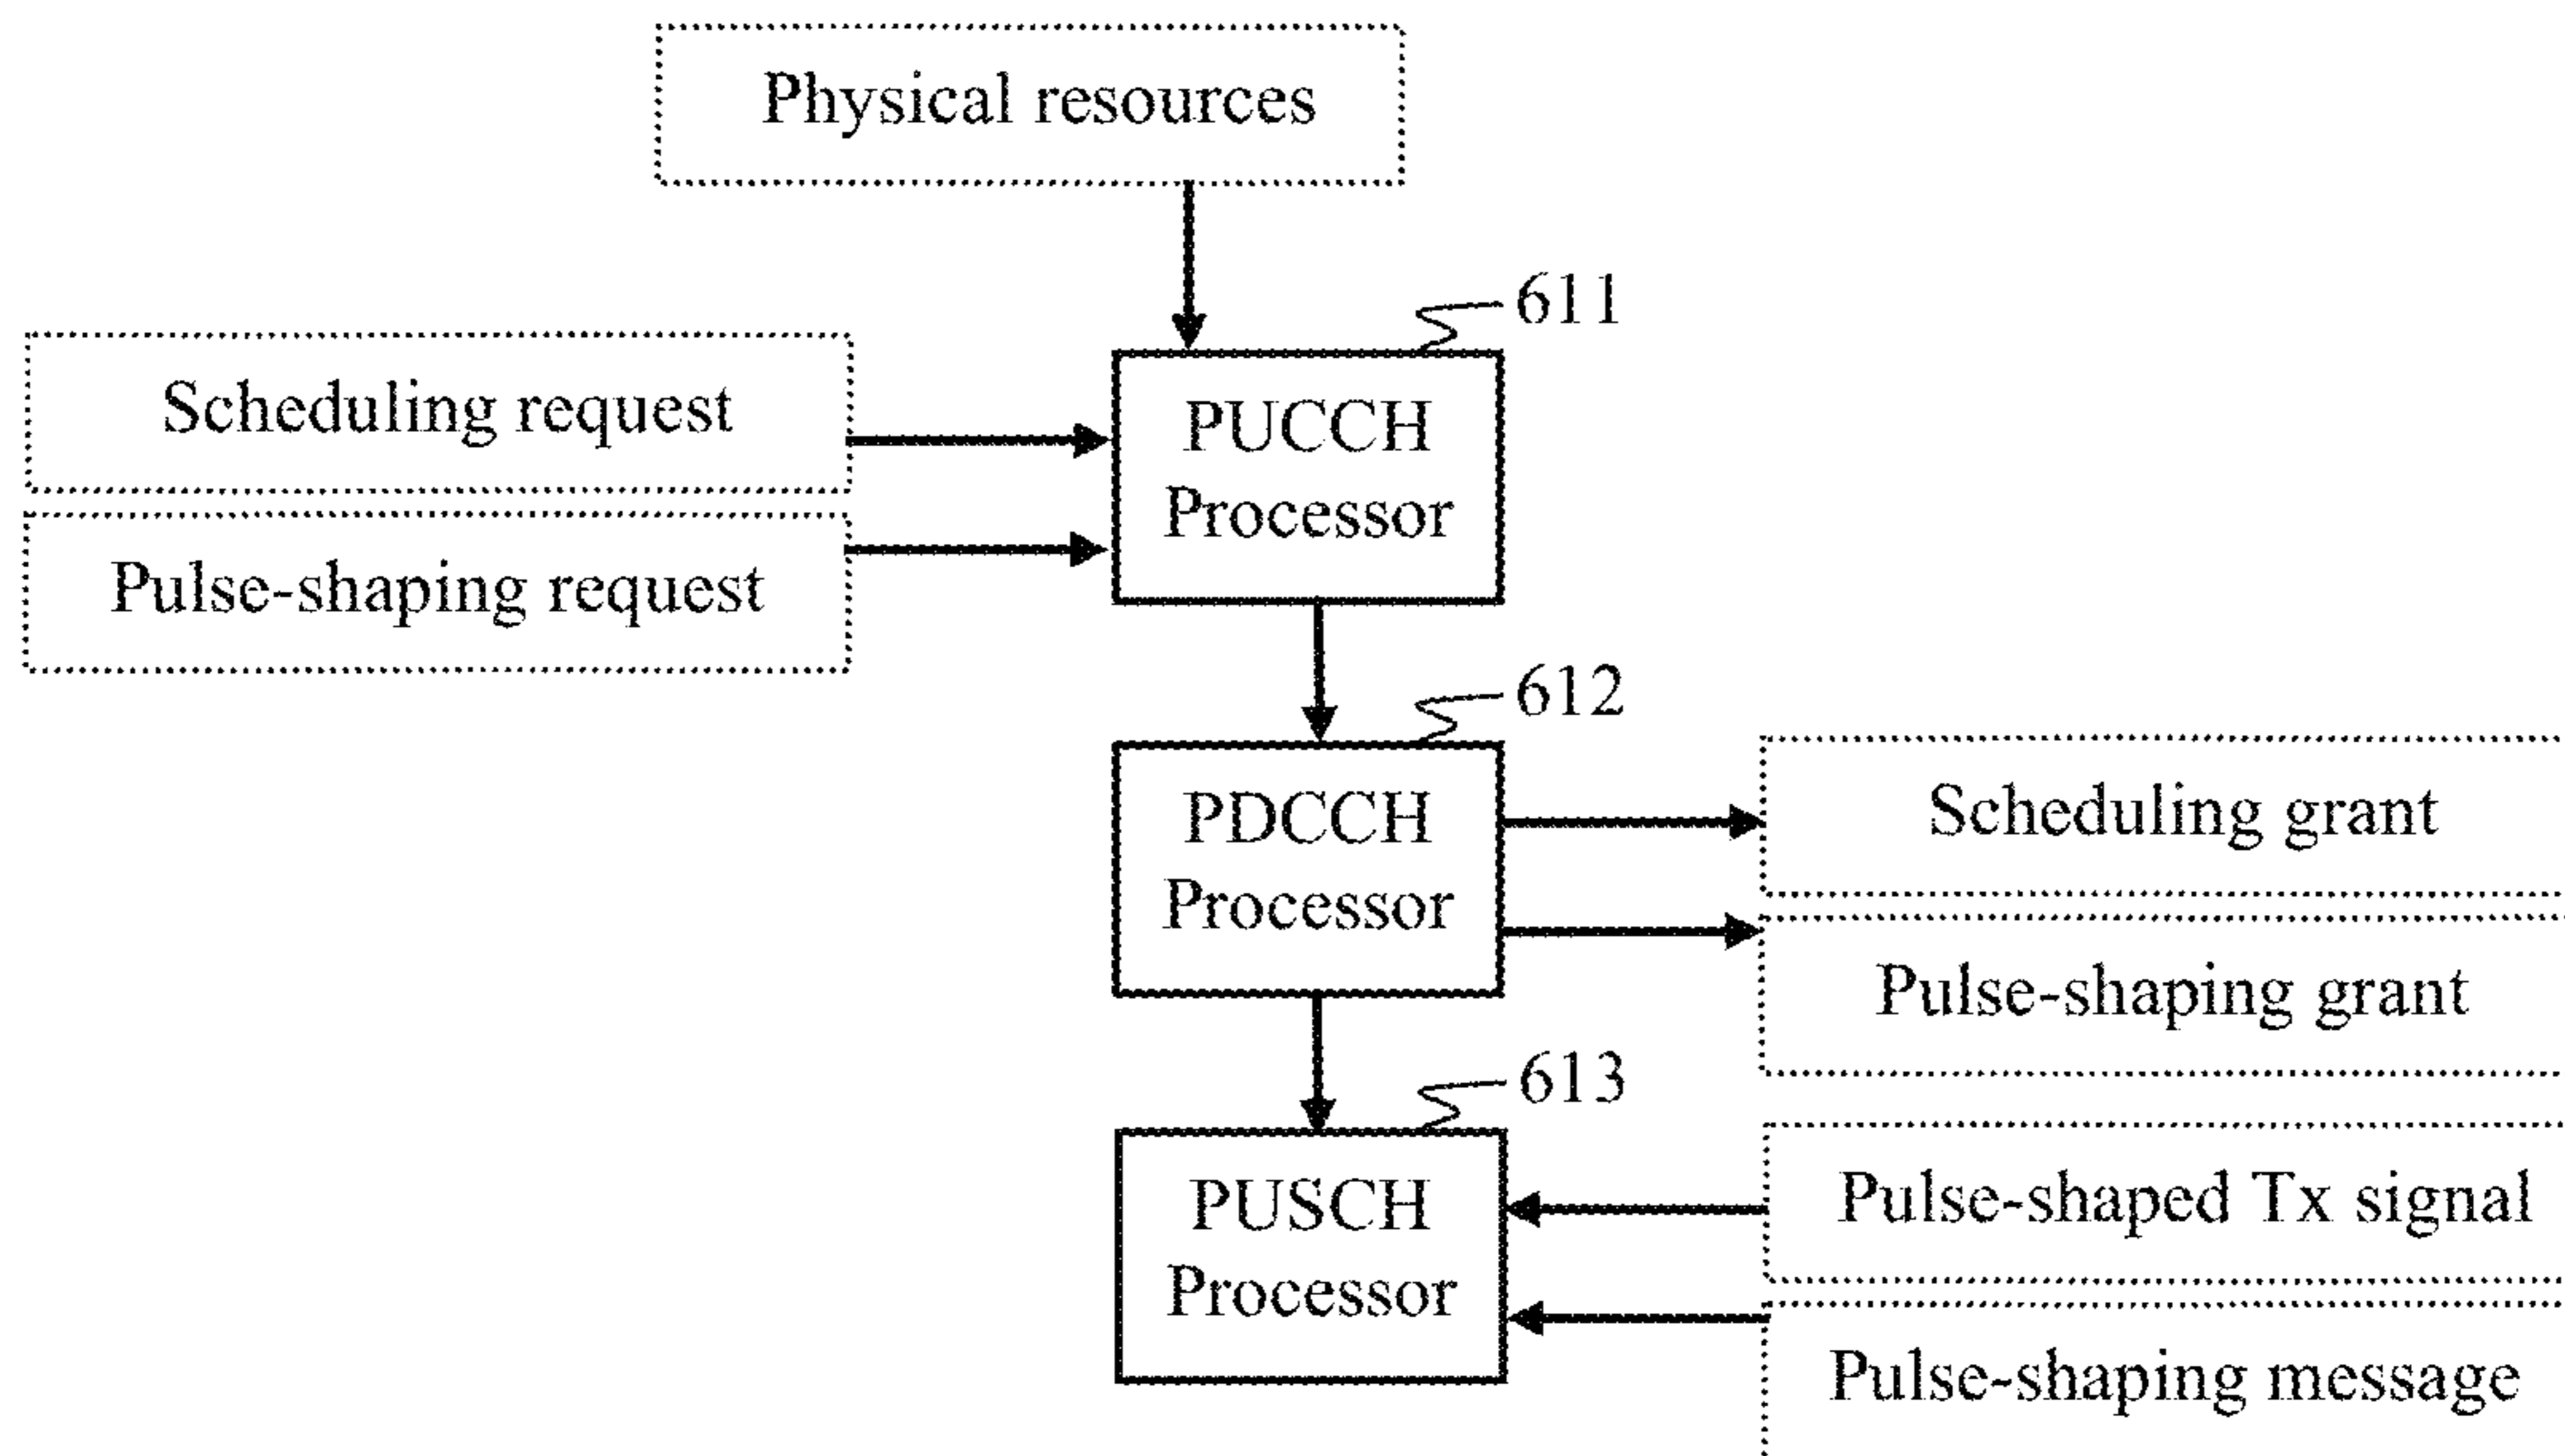 Physical resources
611
Scheduling request
PUCCH
Processor
Pulse-shaping request
612
PDCCH
Processor
Scheduling grant
Pulse-shaping grant
613
PUSCH
Processor
Pulse-shaped Tx signal
Pulse-shaping message